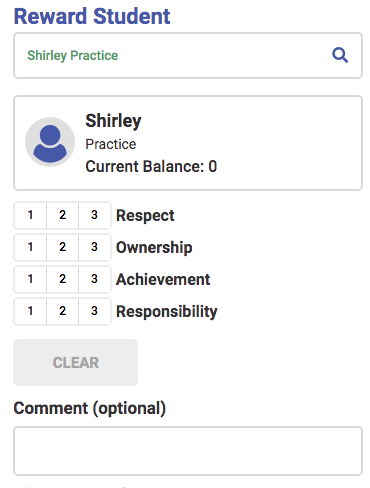 Reward Student
Shirley Practice
Shirley
Practice
Current Balance: 0
1 2 3 Respect
1 2 3 Ownership
1 2 3 Achievement
1 2 3 Responsibility
CLEAR
Comment (optional)